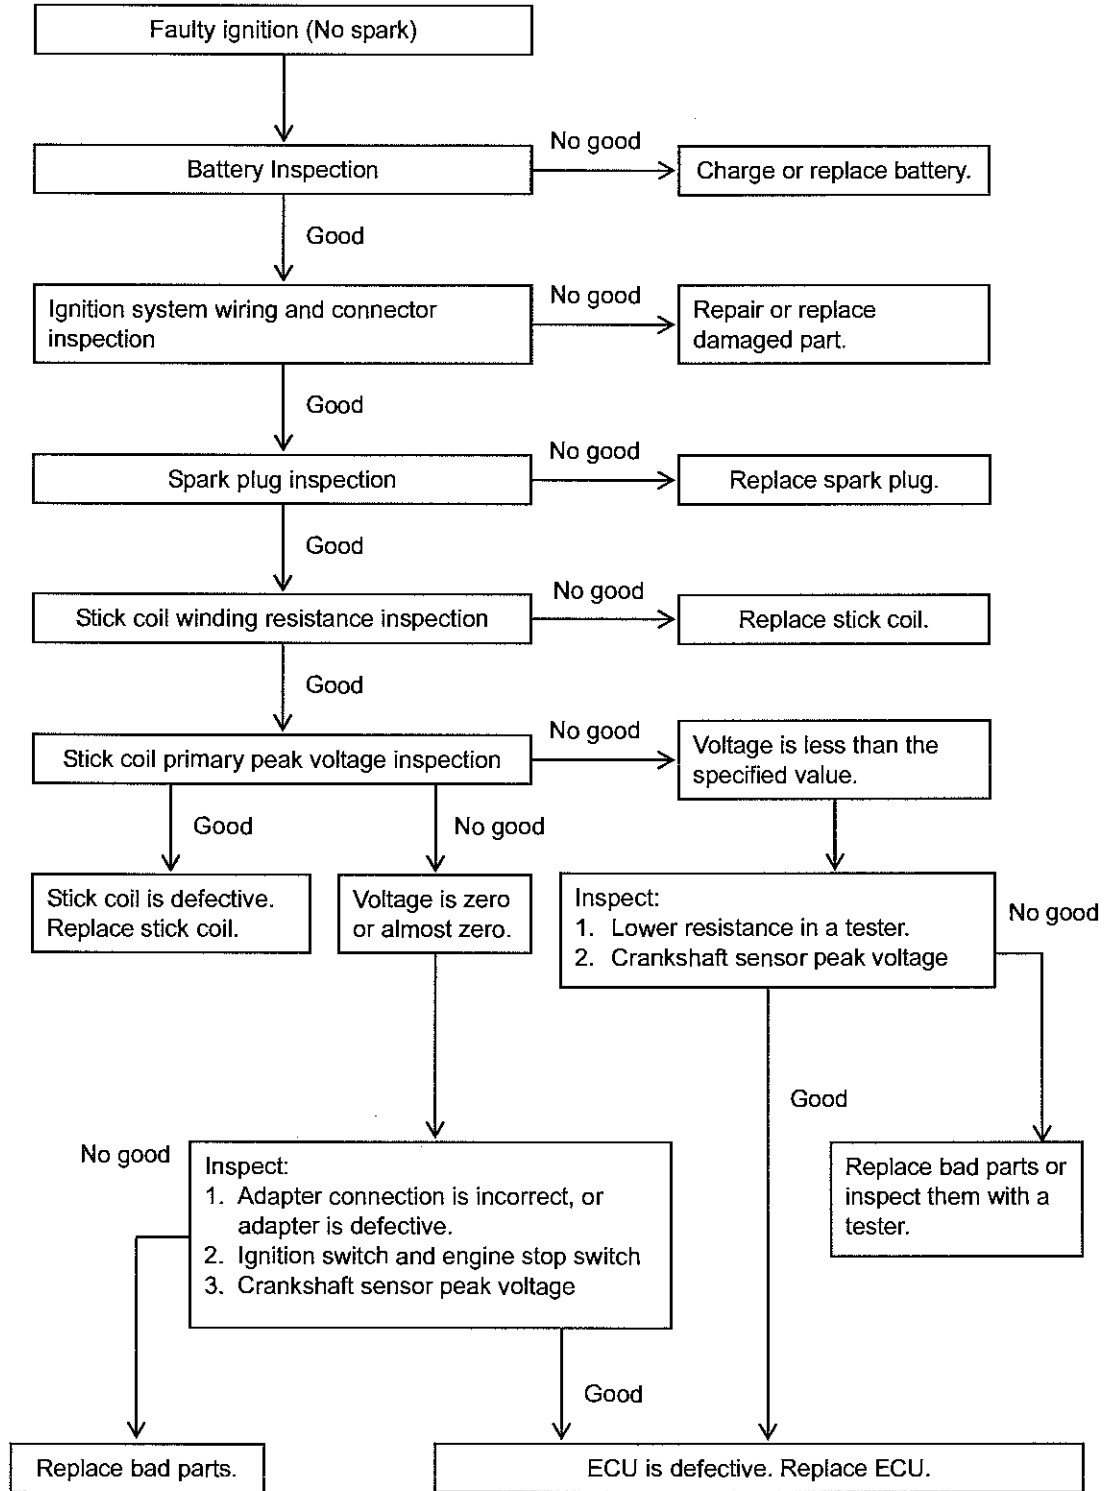 Faulty ignition (No spark)
No good
Battery Inspection
Charge or replace battery.
Good
No good
Ignition system wiring and connector
inspection
Repair or replace
damaged part.
Good
No good
Spark plug inspection
Replace spark plug.
Good
No good
Stick coil winding resistance inspection
Replace stick coil.
Good
No good
Stick coil primary peak voltage inspection
Voltage is less than the
specified value.
Good
No good
Stick coil is defective.
Replace stick coil.
Voltage is zero
or almost zero.
Inspect:
1. Lower resistance in a tester.
2. Crankshaft sensor peak voltage
No good
Good
No good
Inspect:
1. Adapter connection is incorrect, or
adapter is defective.
2. Ignition switch and engine stop switch
3. Crankshaft sensor peak voltage
Replace bad parts or
inspect them with a
tester.
Good
Replace bad parts.
ECU is defective. Replace ECU.